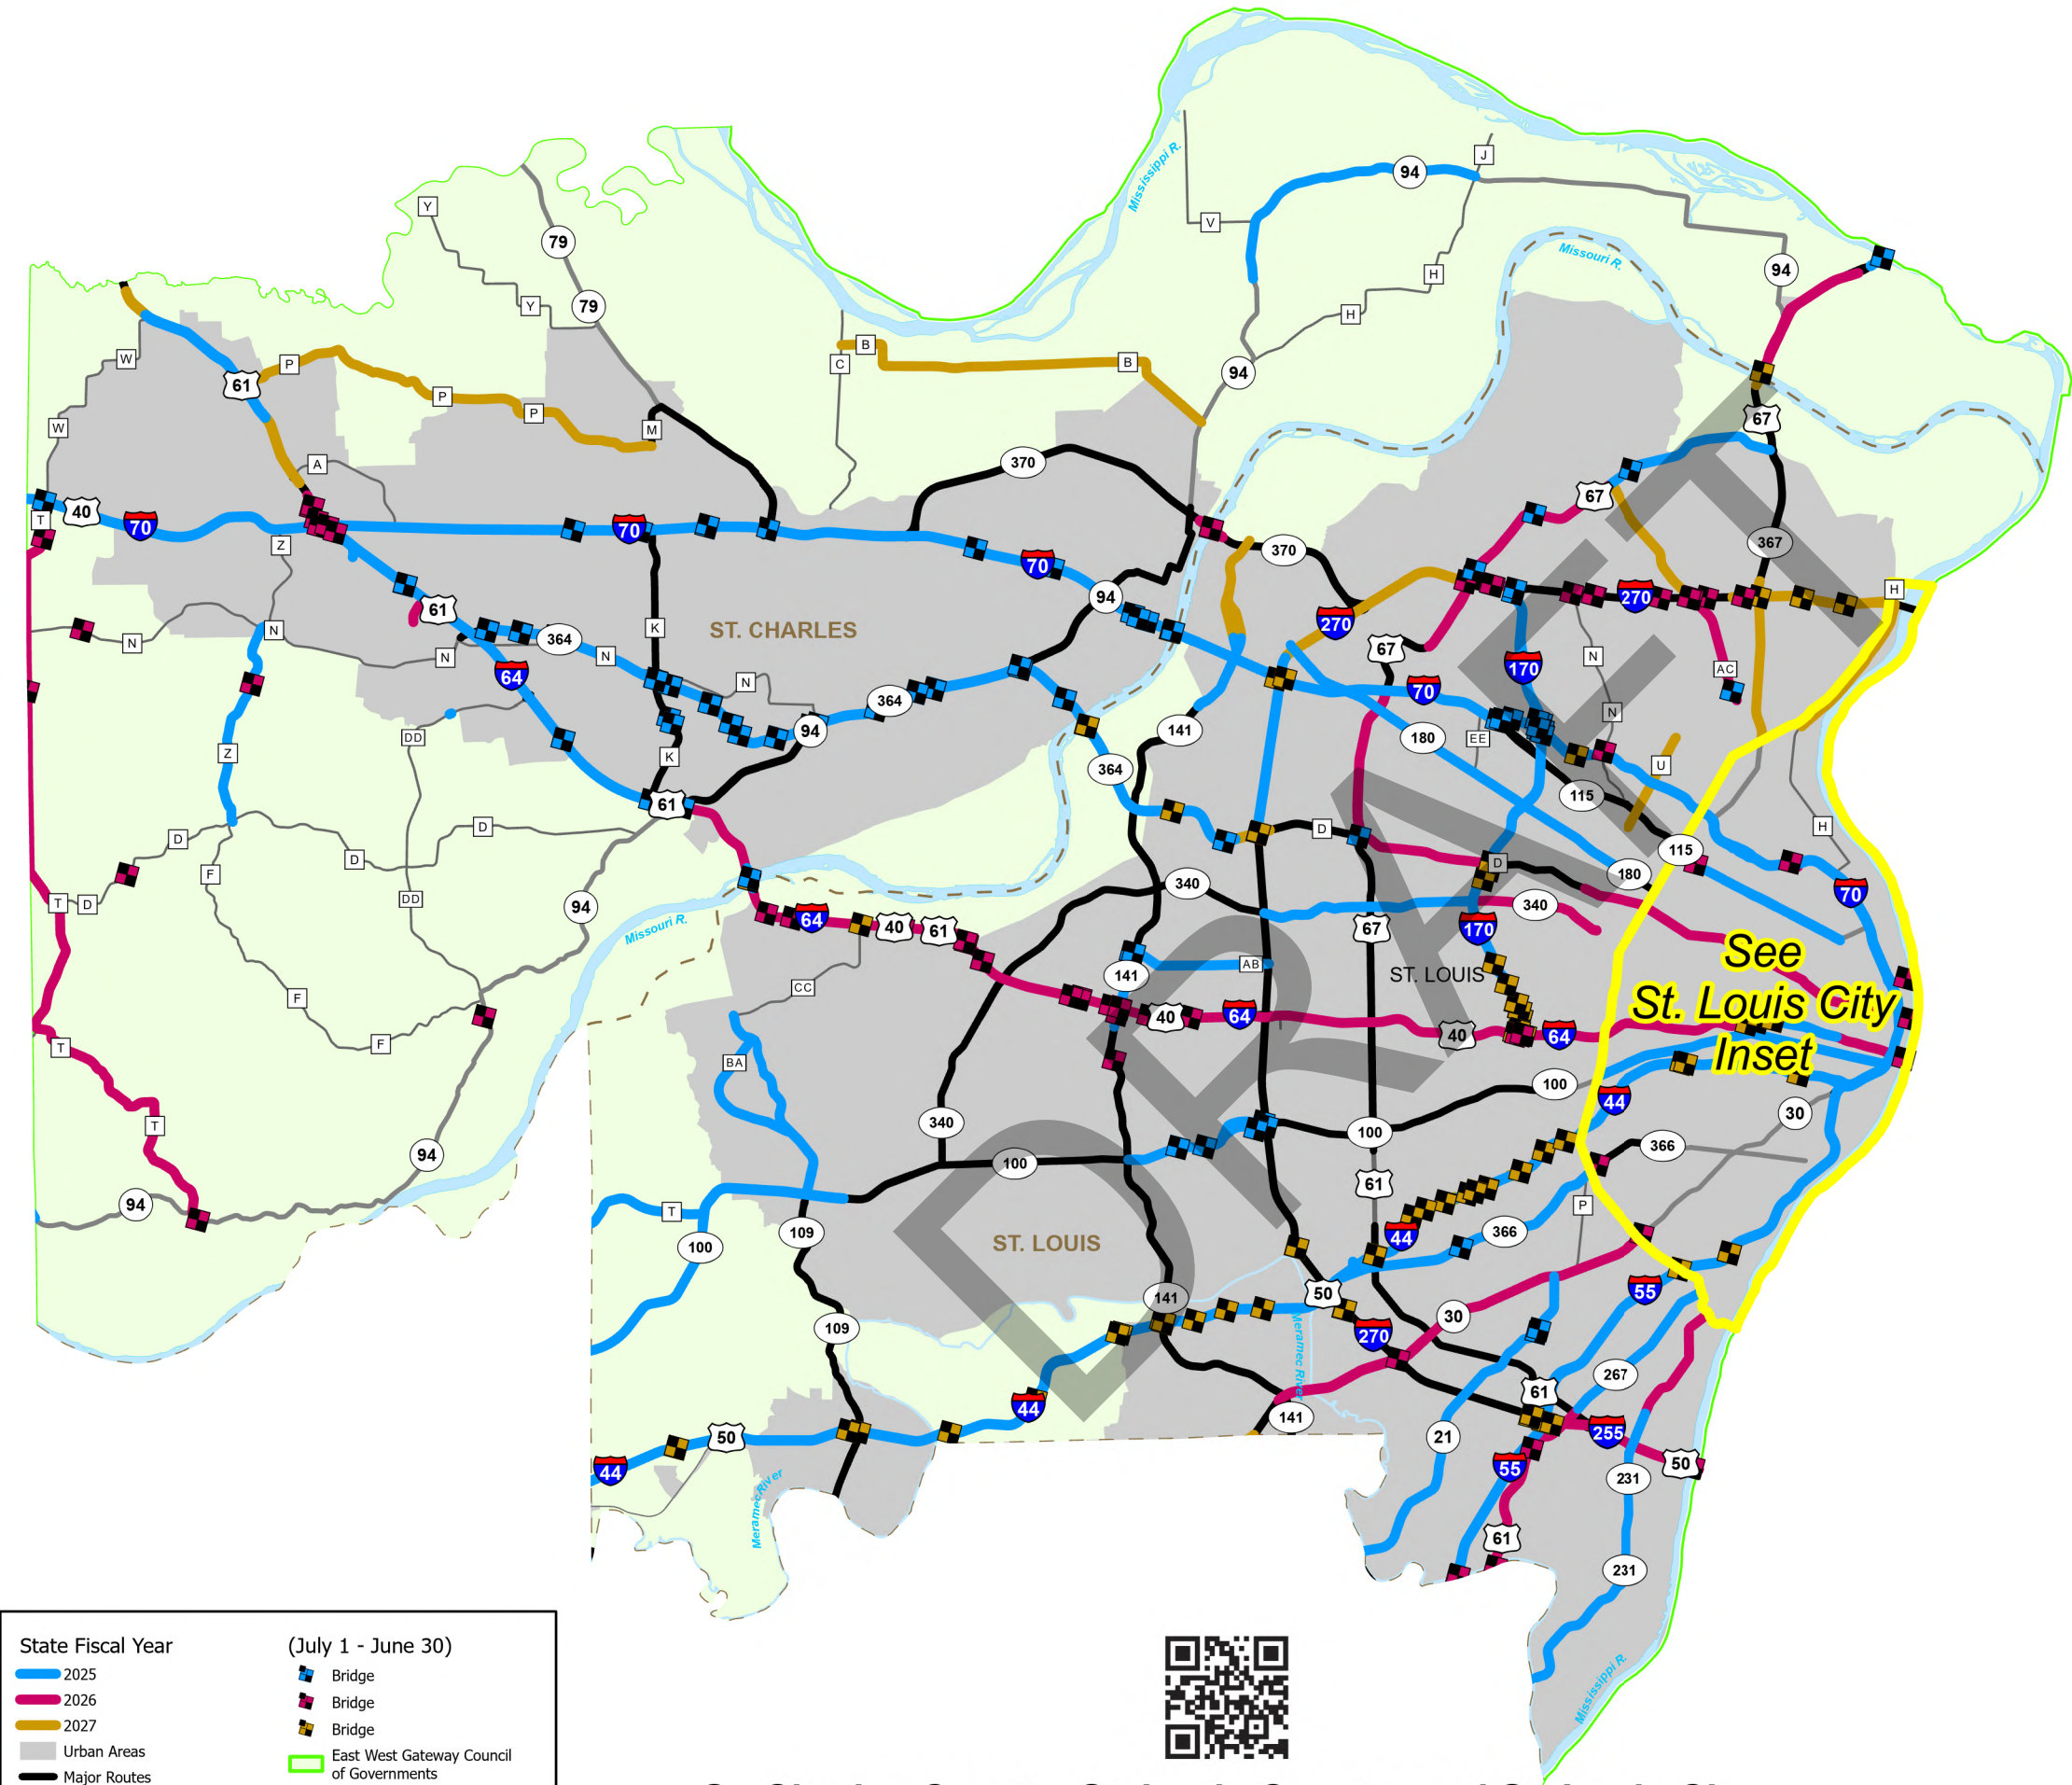 J
94
Mississippi R.
Y
V
79
Missouri R.
H
94
79
Y
H
W
B
B
P
61
C
94
P
P
67
W
M
A
370
67
40
T
70
70
367
Z
370
70
94
270
H
61
270
N
ST. CHARLES
K
N
364
67
N
N
N
64
N
170
AC
70
364
N
141
94
DD
180
EE
Z
K
U
364
115
61
D
D
H
D
115
D
D
F
340
180
T
D
DD
94
340
70
64
40
61
67
170
Missouri R.
See
St. Louis City
Inset
AB
141
ST. LOUIS
CC
F
40
64
40
64
F
T
BA
100
44
30
340
T
100
366
94
100
61
94
T
P
109
366
44
100
ST. LOUIS
55
141
50
30
109
270
Meramec River
267
61
44
141
255
21
50
50
55
44
231
Meramec River
61
231
DRAFT
Mississippi R.
State Fiscal Year (July 1 - June 30)
2025 Bridge
2026 Bridge
2027 Bridge
Urban Areas East West Gateway Council
of Governments
Major Routes